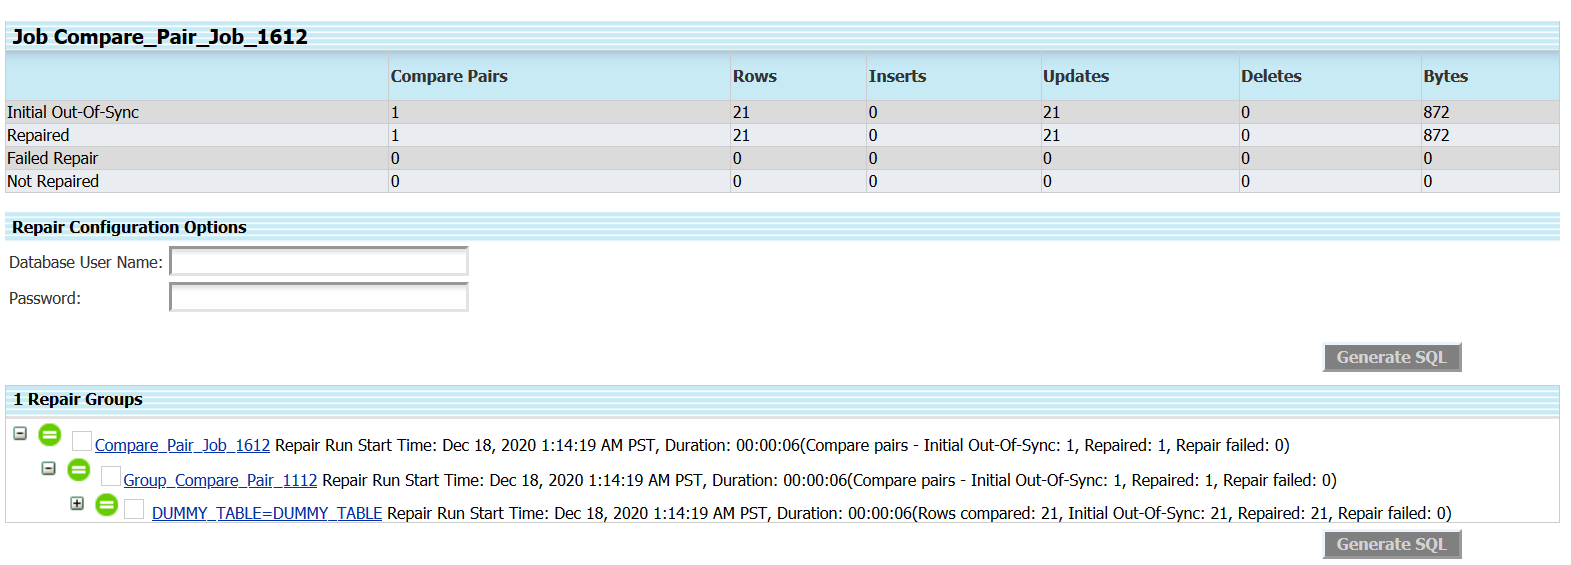 Job Compare_Pair_Job_1612
Compare Pairs Rows Inserts Updates Deletes Bytes
Initial Out-Of-Sync 1 21 0 21 0 872
Repaired 1 21 0 21 0 872
Failed Repair 0 0 0 0 0 0
Not Repaired 0 0 0 0 0 0
Repair Configuration Options
Database User Name:
Password:
Generate SQL
1 Repair Groups
Compare_Pair_Job_1612 Repair Run Start Time: Dec 18, 2020 1:14:19 AM PST, Duration: 00:00:06(Compare pairs - Initial Out-Of-Sync: 1, Repaired: 1, Repair failed: 0)
Group_Compare_Pair_1112 Repair Run Start Time: Dec 18, 2020 1:14:19 AM PST, Duration: 00:00:06(Compare pairs - Initial Out-Of-Sync: 1, Repaired: 1, Repair failed: 0)
DUMMY_TABLE=DUMMY_TABLE Repair Run Start Time: Dec 18, 2020 1:14:19 AM PST, Duration: 00:00:06(Rows compared: 21, Initial Out-Of-Sync: 21, Repaired: 21, Repair failed: 0)
Generate SQL